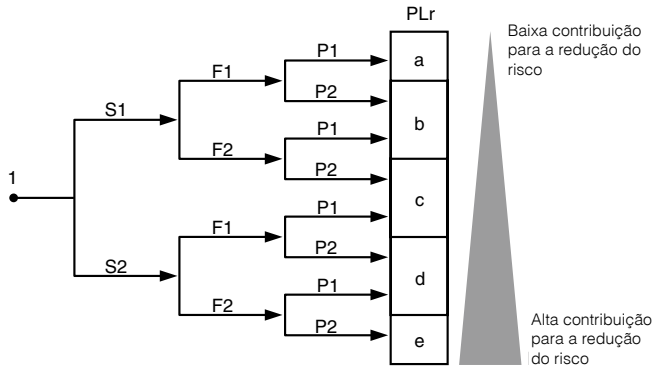 PLr
Baixa contribuição
para a redução do
risco
P1
a
F1
P2
S1
b
P1
F2
P2
1
c
P1
F1
P2
S2
d
P1
F2
P2
e
Alta contribuição
para a redução
do risco